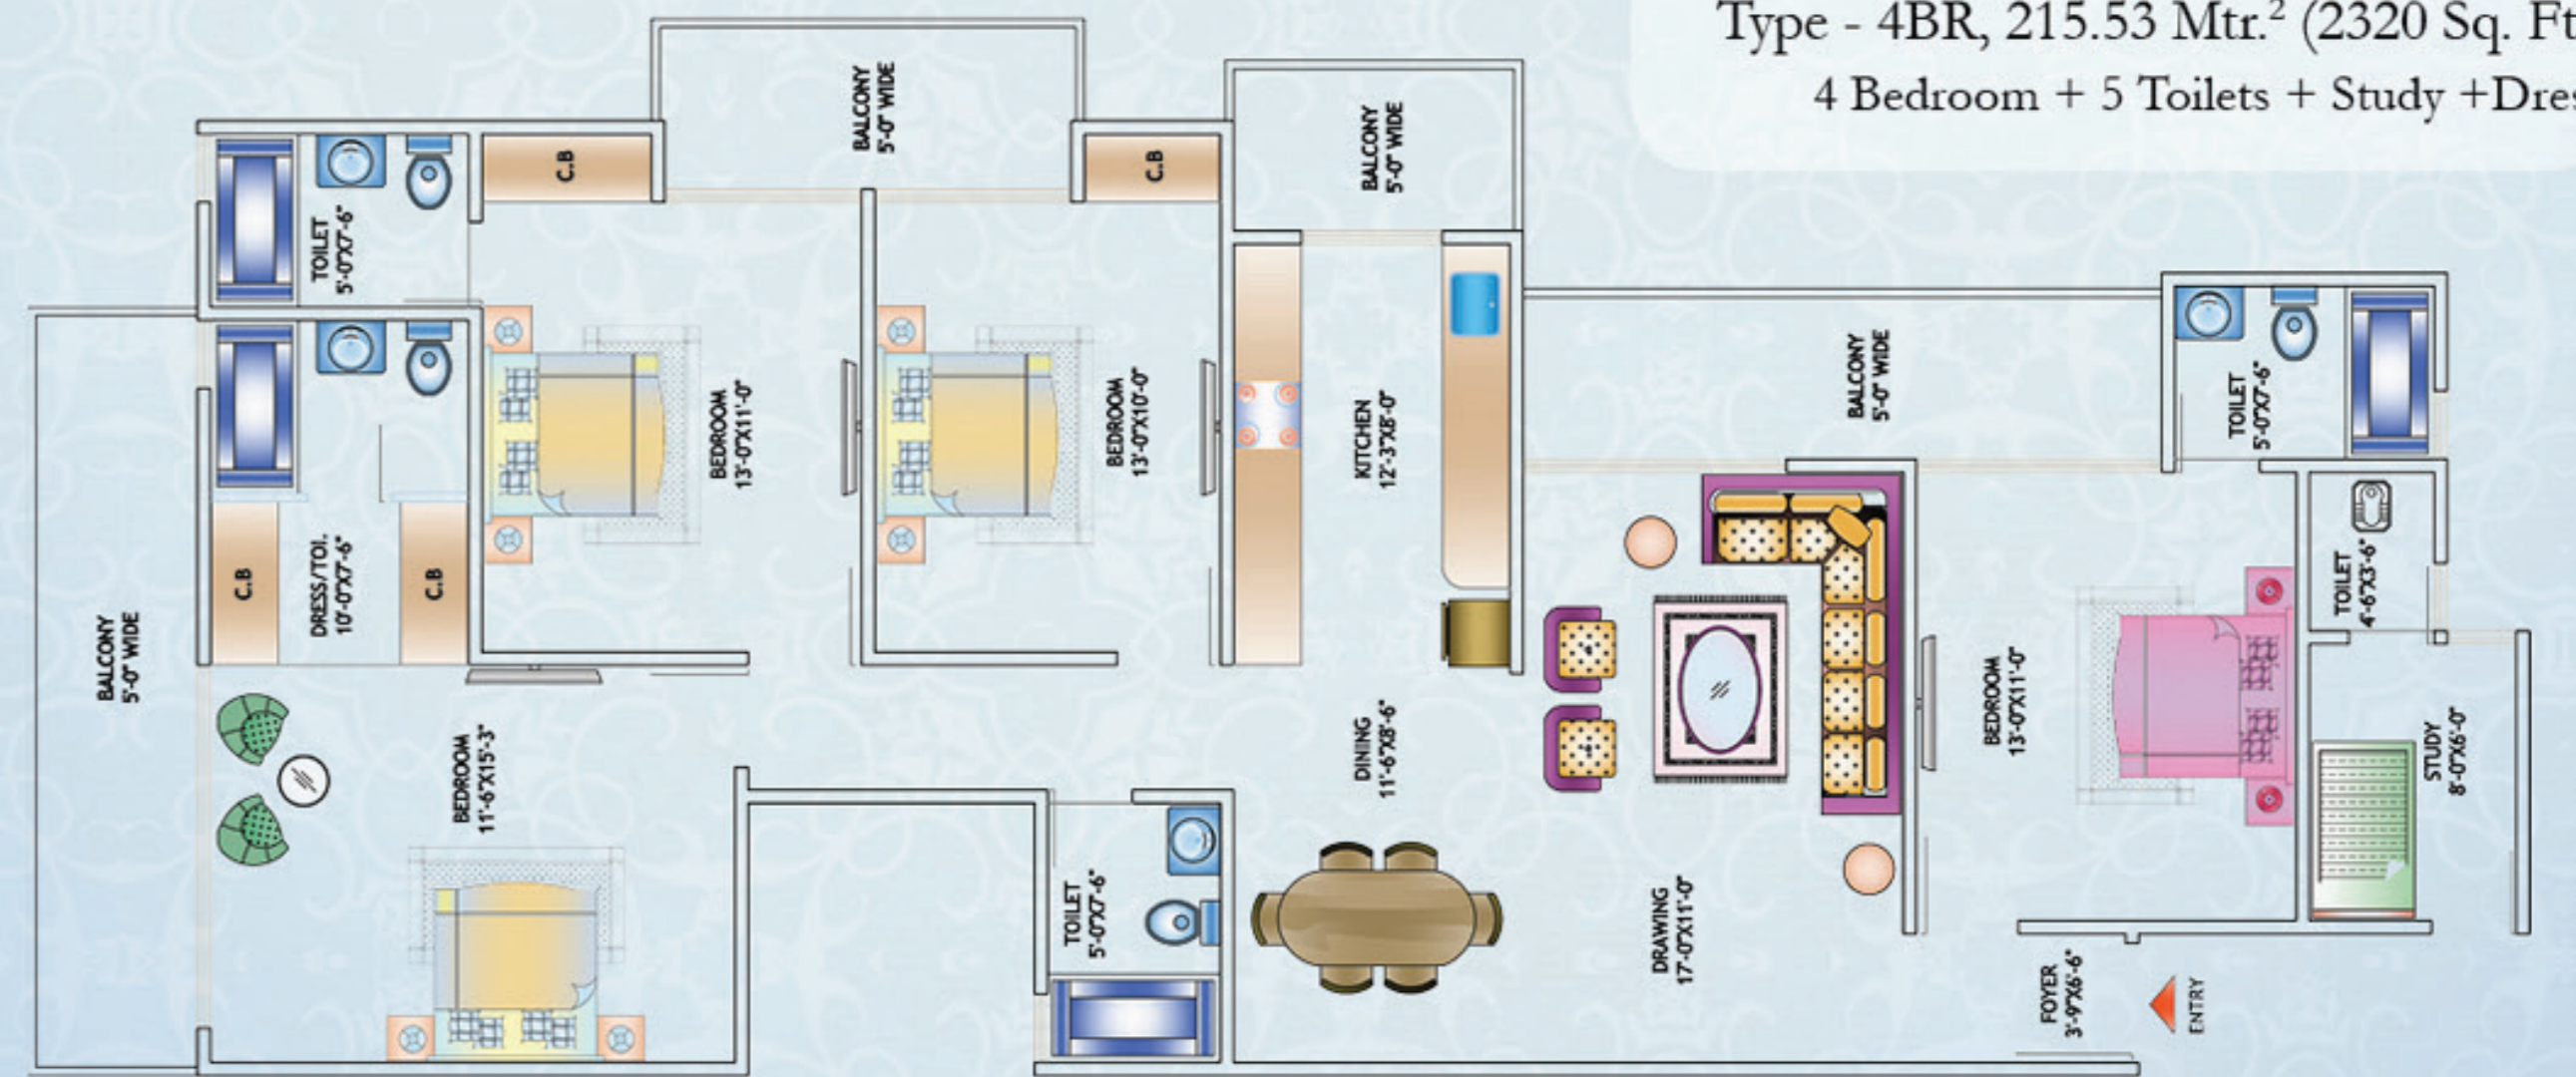 Type - 4BR, 215.53 Mtr.² (2320 Sq. Ft
4 Bedroom + 5 Toilets + Study +Dres
BALCONY
5'-0" WIDE
BALCONY
5'-0" WIDE
C.B
C.B
TOILET
5'-0"X7'-6"
BALCONY
5'-0" WIDE
TOILET
5'-0"X7'-6"
BEDROOM
13'-0"X11'-0"
BEDROOM
13'-0"X10'-0"
KITCHEN
12'-3"X8'-0"
BALCONY
5'-0" WIDE
C.B
DRESS/TOI.
10'-0"X7'-6"
C.B
TOILET
4'-6"X3'-6"
BEDROOM
11'-6"X15'-3"
DINING
11'-6"X8'-6"
BEDROOM
13'-0"X11'-0"
STUDY
8'-0"X6'-0"
TOILET
5'-0"X7'-6"
DRAWING
17'-0"X11'-0"
FOYER
3'-9"X6'-6"
ENTRY